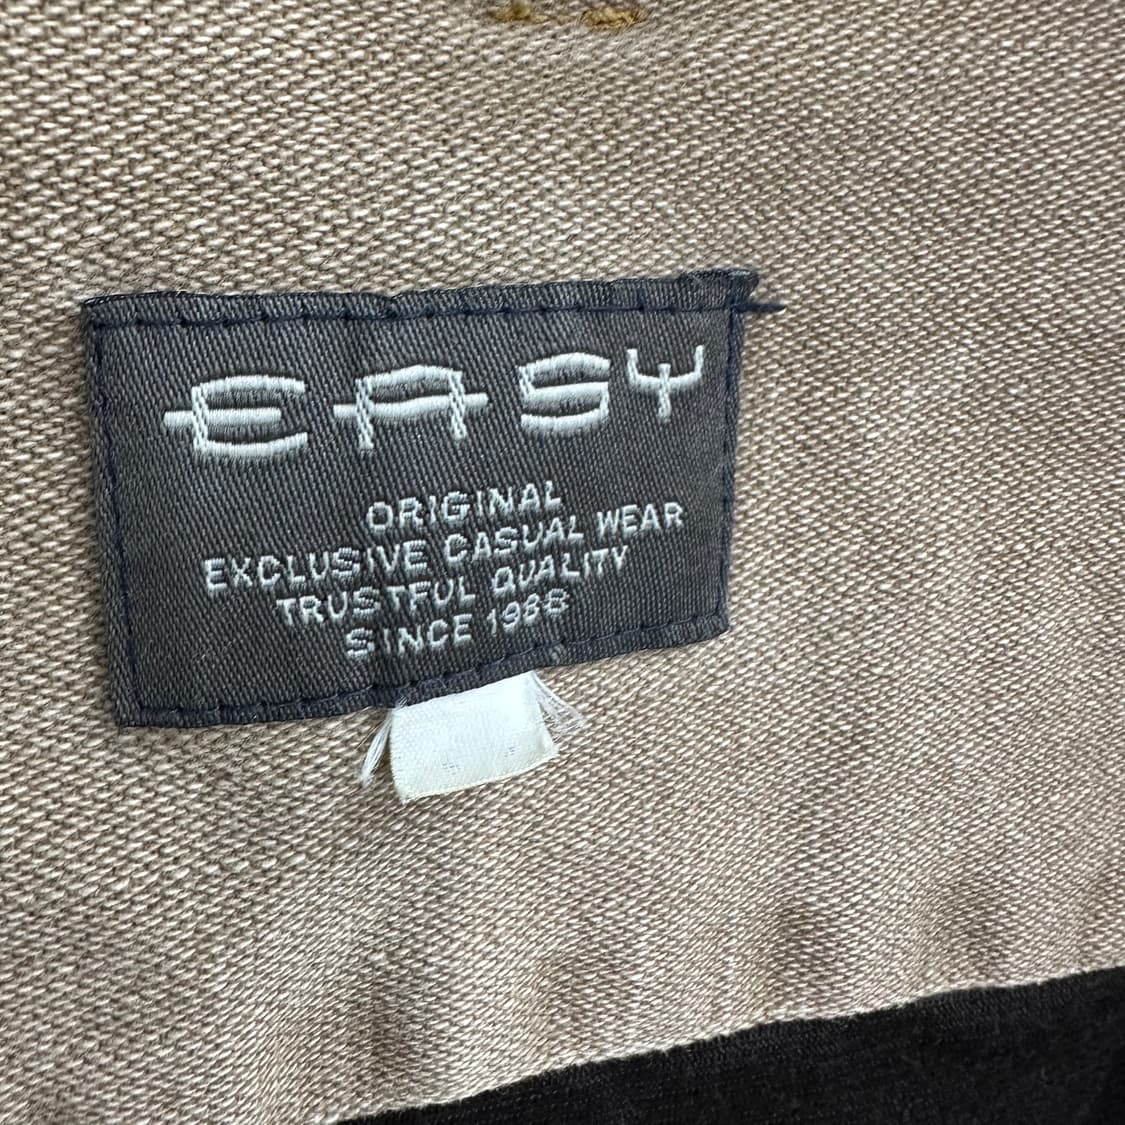 EASY
ORIGINAL
EXCLUSIVE CASUAL WEAR
TRUSTFUL QUALITY
SINCE 1988